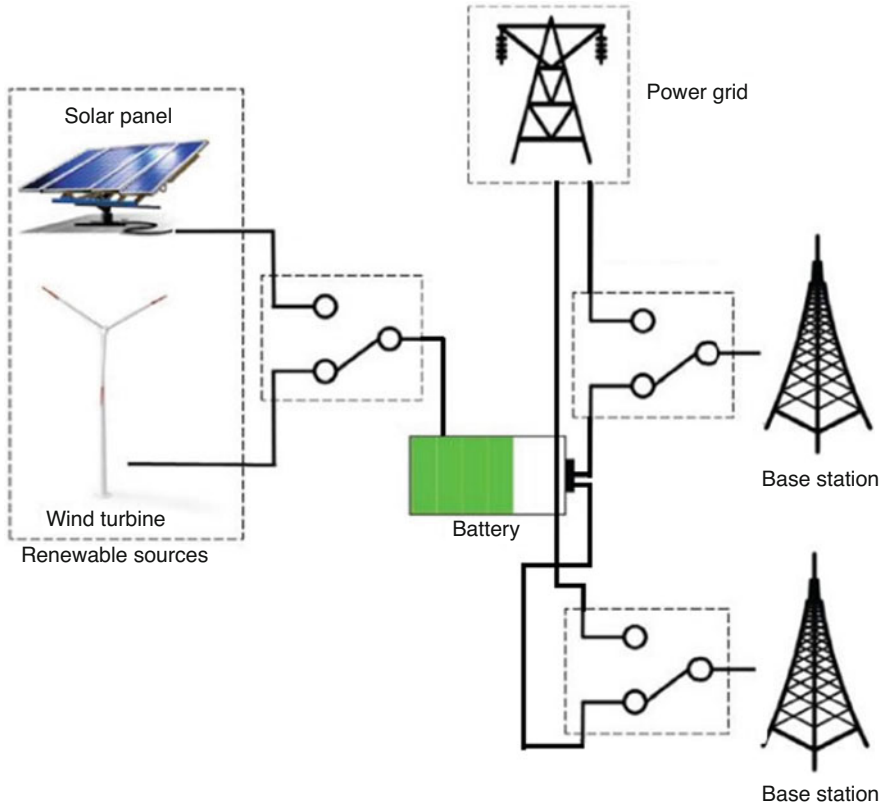 Power grid
Solar panel
Base station
Wind turbine
Battery
Renewable sources
Base station